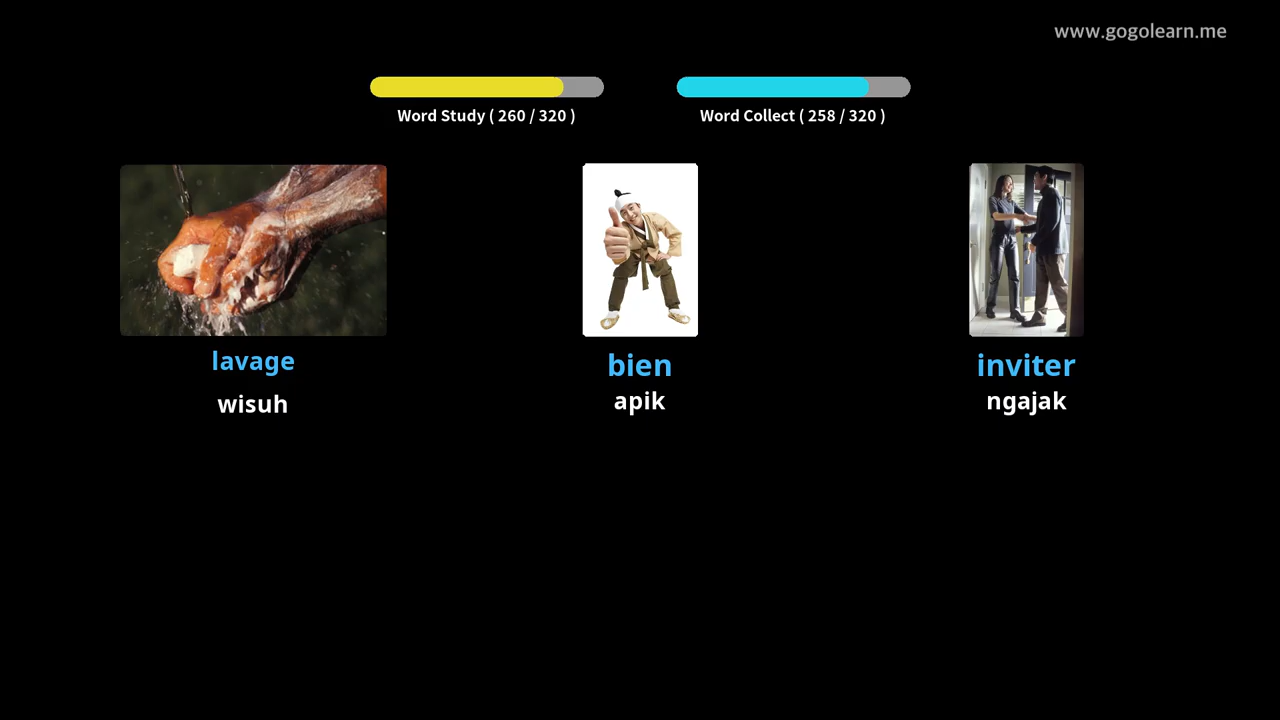 www.gogolearn.me
Word Study ( 260 / 320 )
Word Collect ( 258 / 320 )
lavage
wisuh
bien
apik
inviter
ngajak